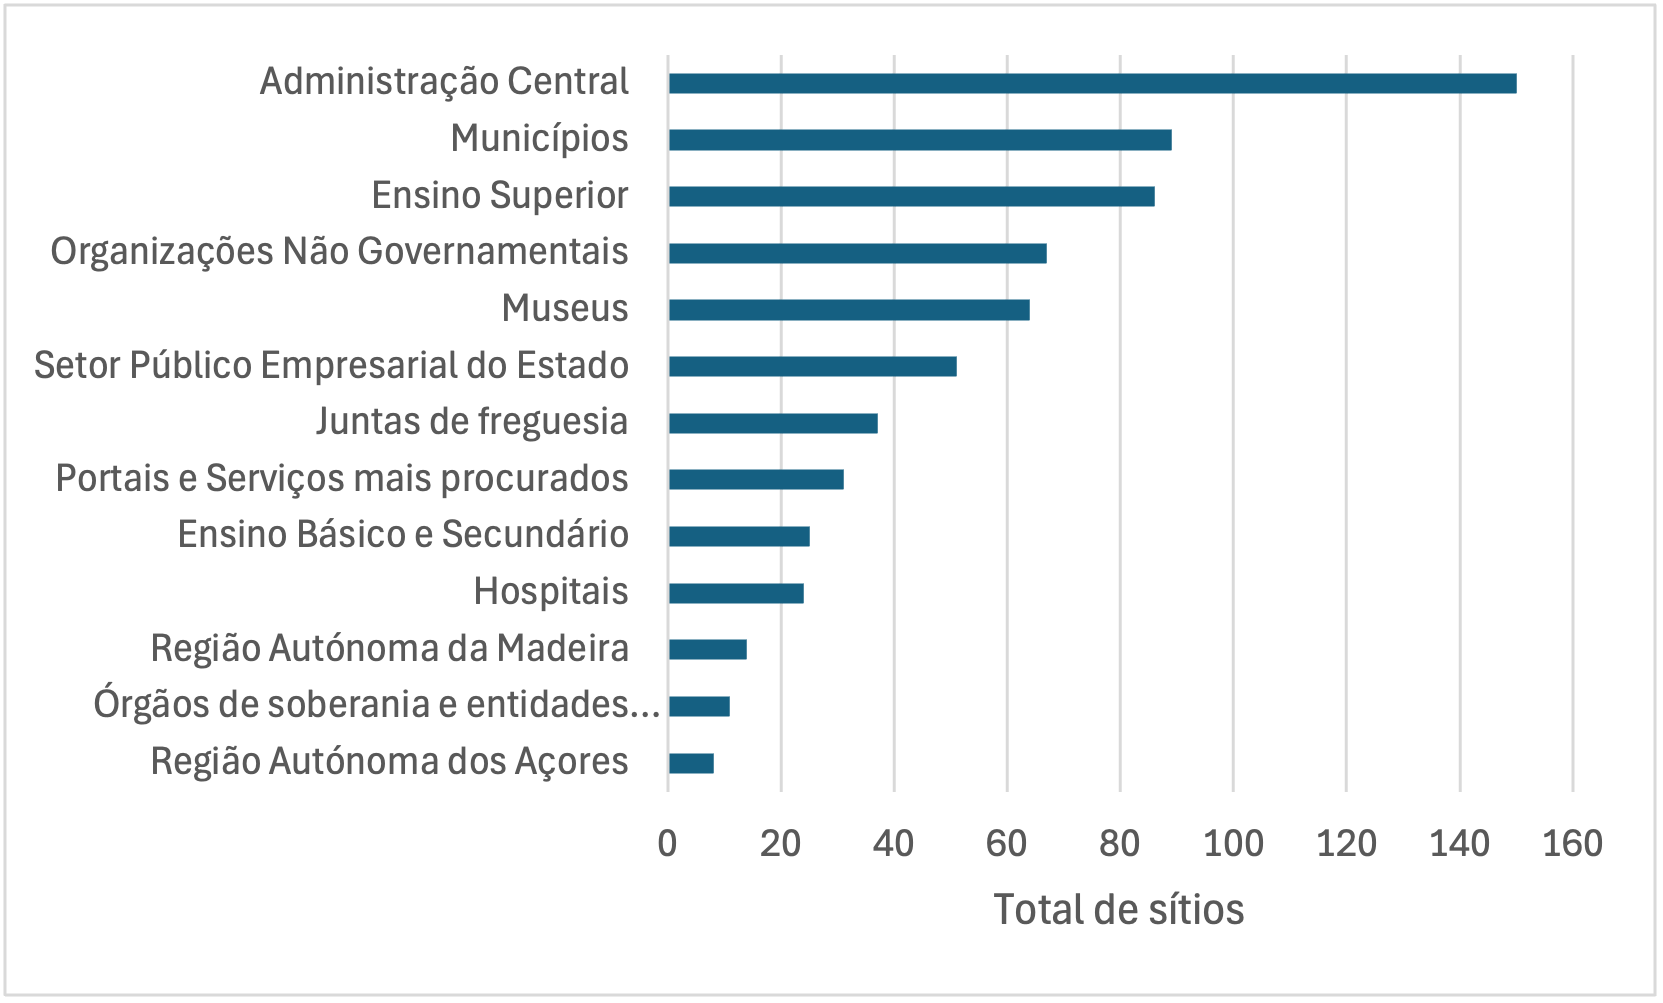 Administração Central
Municípios
Ensino Superior
Organizações Não Governamentais
Museus
Setor Público Empresarial do Estado
Juntas de freguesia
Portais e Serviços mais procurados
Ensino Básico e Secundário
Hospitais
Região Autónoma da Madeira
Órgãos de soberania e entidades...
Região Autónoma dos Açores
0 20 40 60 80 100 120 140 160
Total de sítios